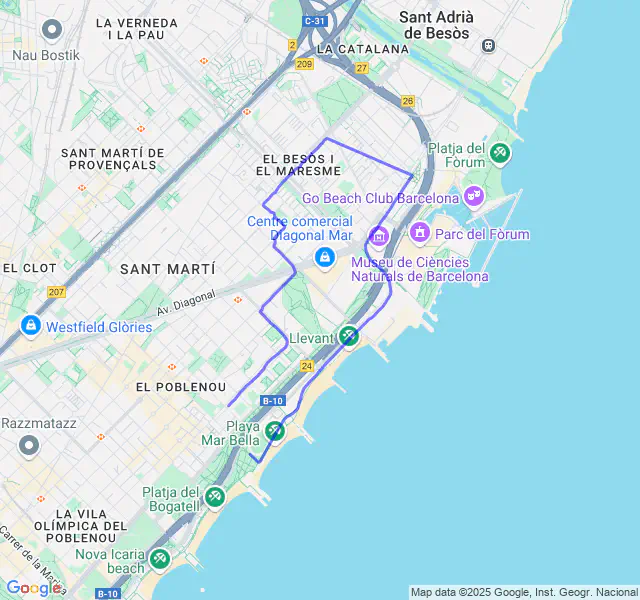 LA VERNEDA
I LA PAU
C-31
Sant Adrià
de Besòs
2
LA CATALANA
Nau Bostik
209
27
26
SANT MARTÍ DE
PROVENÇALS
EL BESÒS I
EL MARESME
Platja del
Fòrum
Go Beach Club Barcelona
Centre comercial
Diagonal Mar
Parc del Fòrum
EL CLOT
SANT MARTÍ
Museu de Ciències
Naturals de Barcelona
207
Av. Diagonal
Westfield Glòries
Llevant
24
EL POBLENOU
B-10
Razzmatazz
Playa
Mar Bella
Platja del
Bogatell
LA VILA
OLÍMPICA DEL
POBLENOU
Carrer de la Marina
Nova Icaria
beach
B-10
Google
Map data ©2025 Google, Inst. Geogr. Nacional